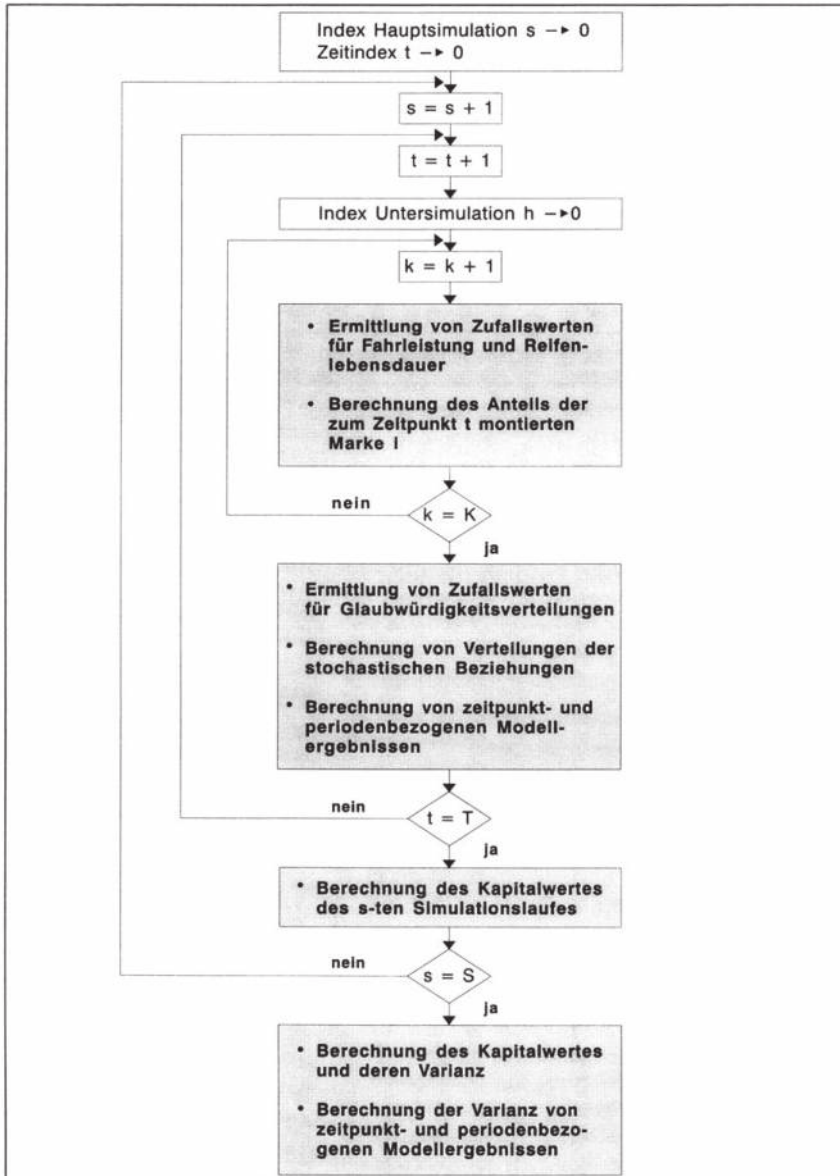 Index Hauptsimulation s → 0
Zeitindex t → 0
s = s + 1
t = t + 1
Index Untersimulation h → 0
k = k + 1
• Ermittlung von Zufallswerten
für Fahrleistung und Reifen-
lebensdauer
• Berechnung des Anteils der
zum Zeitpunkt t montierten
Marke i
nein
k = K
ja
• Ermittlung von Zufallswerten
für Glaubwürdigkeitsverteilungen
• Berechnung von Verteilungen der
stochastischen Beziehungen
• Berechnung von zeitpunkt- und
periodenbezogenen Modell-
ergebnissen
nein
t = T
ja
• Berechnung des Kapitalwertes
des s-ten Simulationslaufes
nein
s = S
ja
• Berechnung des Kapitalwertes
und deren Varianz
• Berechnung der Varianz von
zeitpunkt- und periodenbezo-
genen Modellergebnissen